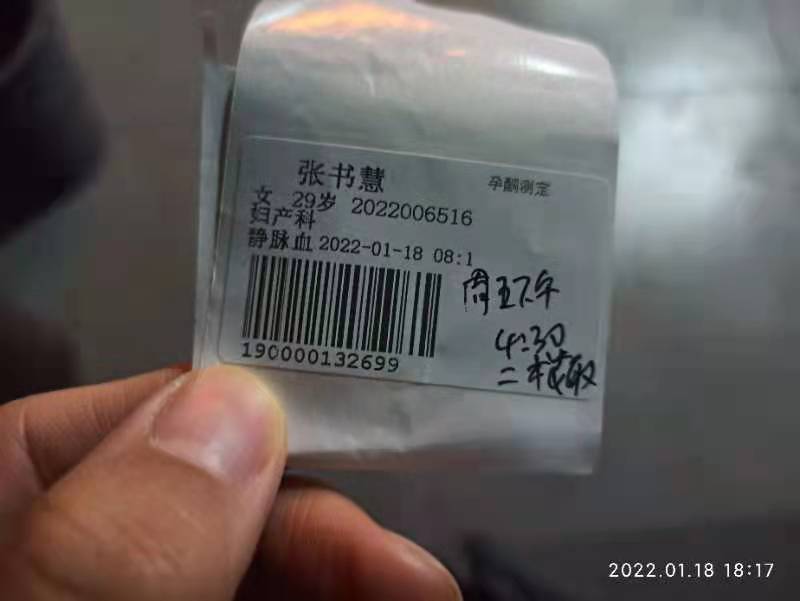 张书慧
孕酮测定
女 29岁 2022006516
妇产科
静脉血 2022-01-18 08:1
190000132699
周五下午
4:30
二楼取
2022.01.18 18:17